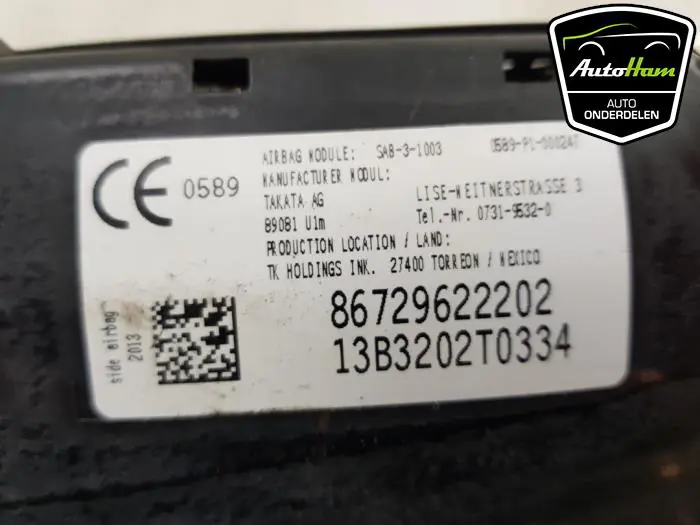 AutoHam
AUTO
ONDERDELEN
AIRBAG MODULE: SAB-3-1003 0589-P1-000247
0589
MANUFACTURER MODUL:
TAKATA AG LISE-MEITNERSTRASSE 3
89081 Ulm Tel.-Nr. 0731-9532-0
PRODUCTION LOCATION / LAND:
TK HOLDINGS INK. 27400 TORREON / MEXICO
side airbag
2013
86729622202
13B3202T0334